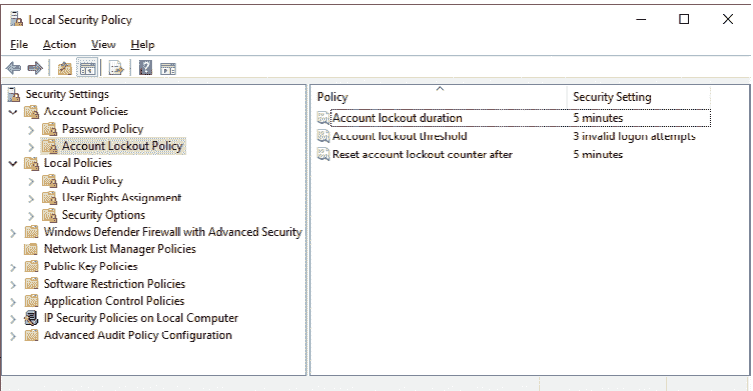 Local Security Policy
File Action View Help
Security Settings
Account Policies
Password Policy
Account Lockout Policy
Local Policies
Audit Policy
User Rights Assignment
Security Options
Windows Defender Firewall with Advanced Security
Network List Manager Policies
Public Key Policies
Software Restriction Policies
Application Control Policies
IP Security Policies on Local Computer
Advanced Audit Policy Configuration
Policy Security Setting
Account lockout duration 5 minutes
Account lockout threshold 3 invalid logon attempts
Reset account lockout counter after 5 minutes